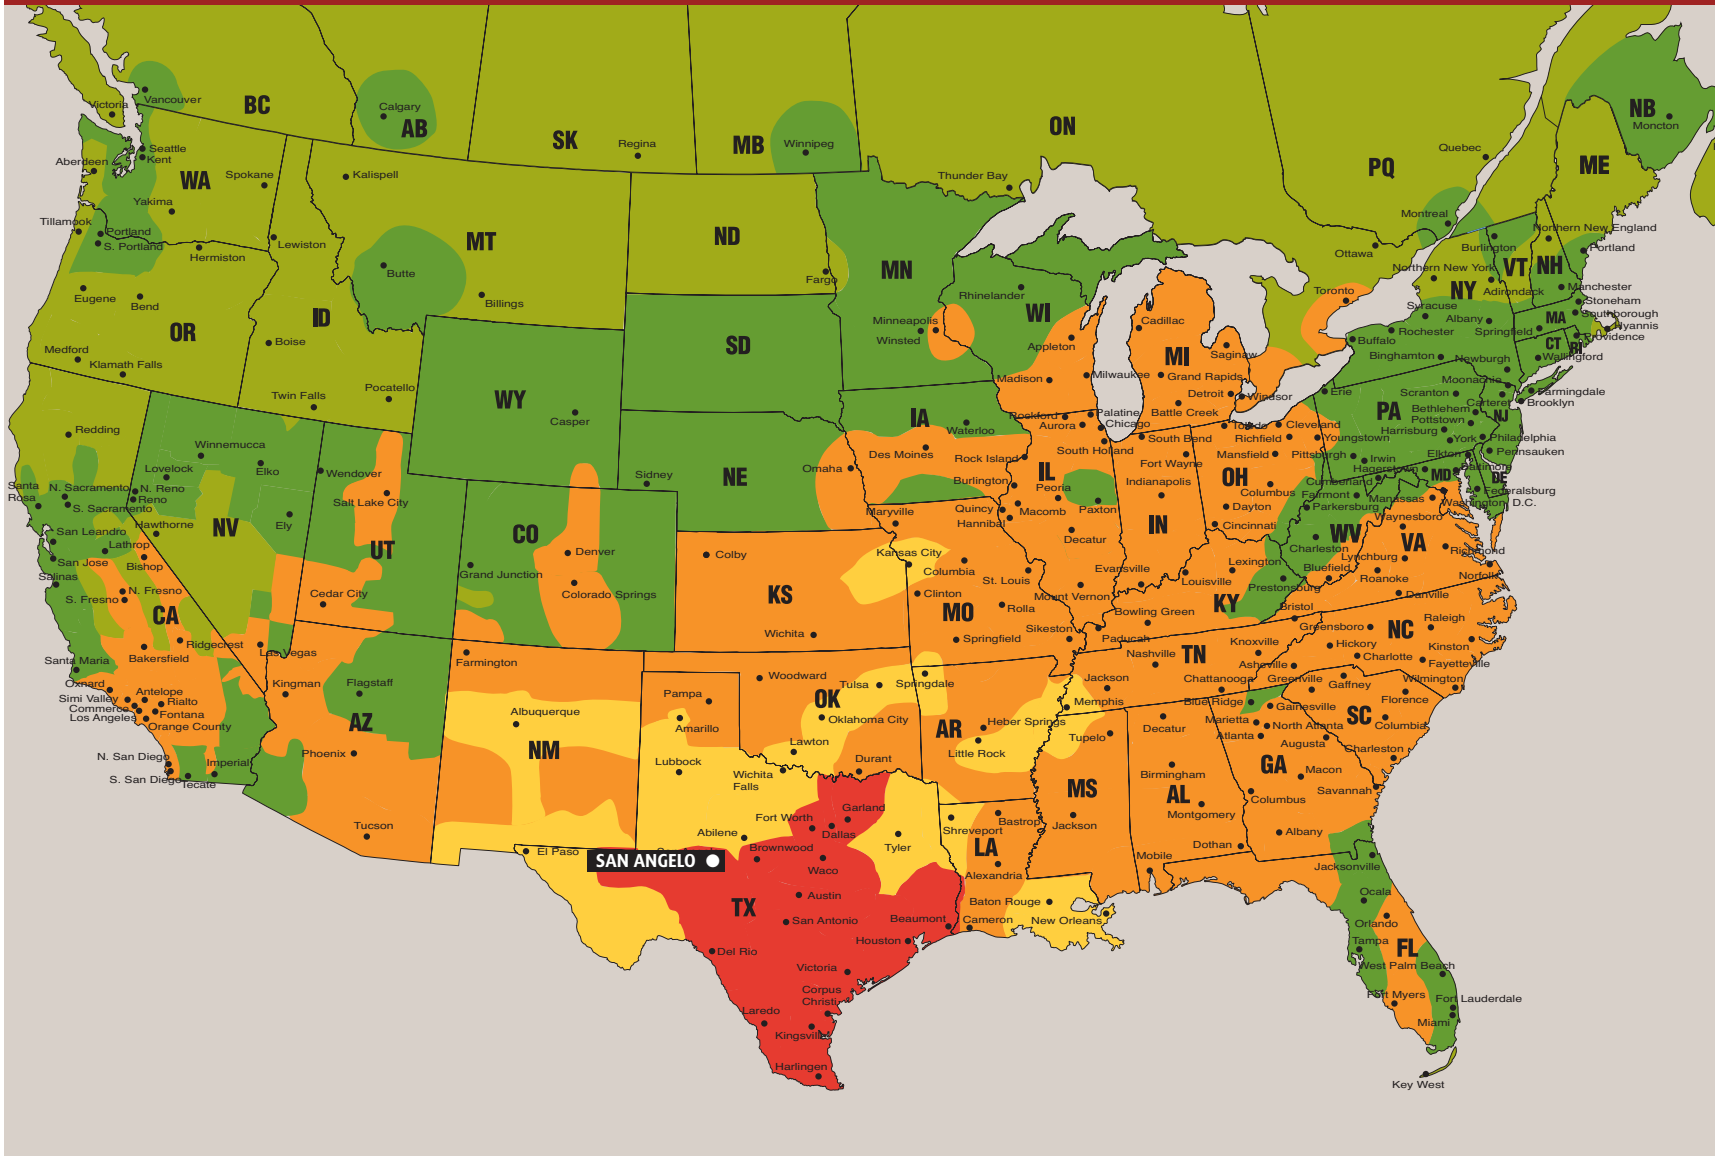 BC
AB
SK
MB
ON
PQ
NB
ME
Victoria
Vancouver
Calgary
Regina
Winnipeg
Thunder Bay
Quebec
Moncton
Montreal
Ottawa
Toronto
Windsor
WA
Seattle
Kent
Aberdeen
Spokane
Yakima
Tillamook
Portland
S. Portland
Hermiston
Lewiston
Kalispell
MT
Butte
Billings
ND
Fargo
OR
Eugene
Bend
Medford
Klamath Falls
ID
Boise
Twin Falls
Pocatello
WY
Casper
SD
MN
Minneapolis
Winsted
WI
Rhinelander
Appleton
Madison
Milwaukee
MI
Cadillac
Saginaw
Grand Rapids
Detroit
Battle Creek
Northern New England
Portland
Burlington
VT
NH
Manchester
Stoneham
Southborough
Hyannis
Providence
MA
CT
RI
Wallingford
Springfield
Northern New York
NY
Adirondack
Syracuse
Albany
Rochester
Buffalo
Binghamton
Newburgh
Moonachie
Farmingdale
Brooklyn
Carteret
NJ
Erie
PA
Scranton
Bethlehem
Pottstown
Harrisburg
York
Philadelphia
Pennsauken
Elkton
Baltimore
Irwin
Pittsburgh
Hagerstown
Cumberland
MD
DE
Federalsburg
Washington D.C.
Manassas
Redding
Winnemucca
Lovelock
Elko
Wendover
Salt Lake City
Santa
Rosa
N. Sacramento
S. Sacramento
N. Reno
Reno
Hawthorne
Ely
NV
UT
San Leandro
Lathrop
San Jose
Bishop
Salinas
N. Fresno
S. Fresno
CA
Bakersfield
Ridgecrest
Las Vegas
Cedar City
Santa Maria
Oxnard
Simi Valley
Commerce
Los Angeles
Antelope
Rialto
Fontana
Orange County
N. San Diego
S. San Diego
Tecate
Imperial
Kingman
Flagstaff
AZ
Phoenix
Tucson
CO
Denver
Grand Junction
Colorado Springs
Farmington
Albuquerque
NM
Sidney
NE
Omaha
IA
Waterloo
Des Moines
Rock Island
Burlington
Rockford
Aurora
Palatine
Chicago
South Holland
IL
Peoria
Paxton
Macomb
Quincy
Hannibal
Decatur
Mount Vernon
South Bend
Fort Wayne
Indianapolis
IN
Evansville
Toledo
Cleveland
Richfield
Youngstown
Mansfield
OH
Columbus
Dayton
Cincinnati
Fairmont
Parkersburg
WV
Charleston
Bluefield
Waynesboro
VA
Lynchburg
Richmond
Roanoke
Norfolk
Danville
Bristol
Lexington
Louisville
Prestonsburg
KY
Bowling Green
Paducah
Maryville
Kansas City
Columbia
St. Louis
Clinton
MO
Rolla
Springfield
Sikeston
Colby
KS
Wichita
Woodward
OK
Tulsa
Oklahoma City
Lawton
Durant
Springdale
AR
Heber Springs
Little Rock
Nashville
TN
Knoxville
Jackson
Memphis
Chattanooga
Greensboro
NC
Raleigh
Hickory
Kinston
Asheville
Charlotte
Fayetteville
Greenville
Gaffney
Wilmington
Florence
SC
Columbia
Charleston
Blue Ridge
Gainesville
Marietta
North Atlanta
Atlanta
Augusta
GA
Macon
Columbus
Savannah
Albany
Tupelo
MS
Jackson
Decatur
Birmingham
AL
Montgomery
Dothan
Mobile
Pampa
Amarillo
Lubbock
Wichita
Falls
Abilene
Fort Worth
Garland
Dallas
Tyler
El Paso
SAN ANGELO
Brownwood
Waco
TX
Austin
San Antonio
Beaumont
Houston
Del Rio
Victoria
Corpus
Christi
Laredo
Kingsville
Harlingen
Shreveport
Bastrop
LA
Alexandria
Baton Rouge
Cameron
New Orleans
Jacksonville
Ocala
Orlando
Tampa
FL
West Palm Beach
Fort Myers
Fort Lauderdale
Miami
Key West